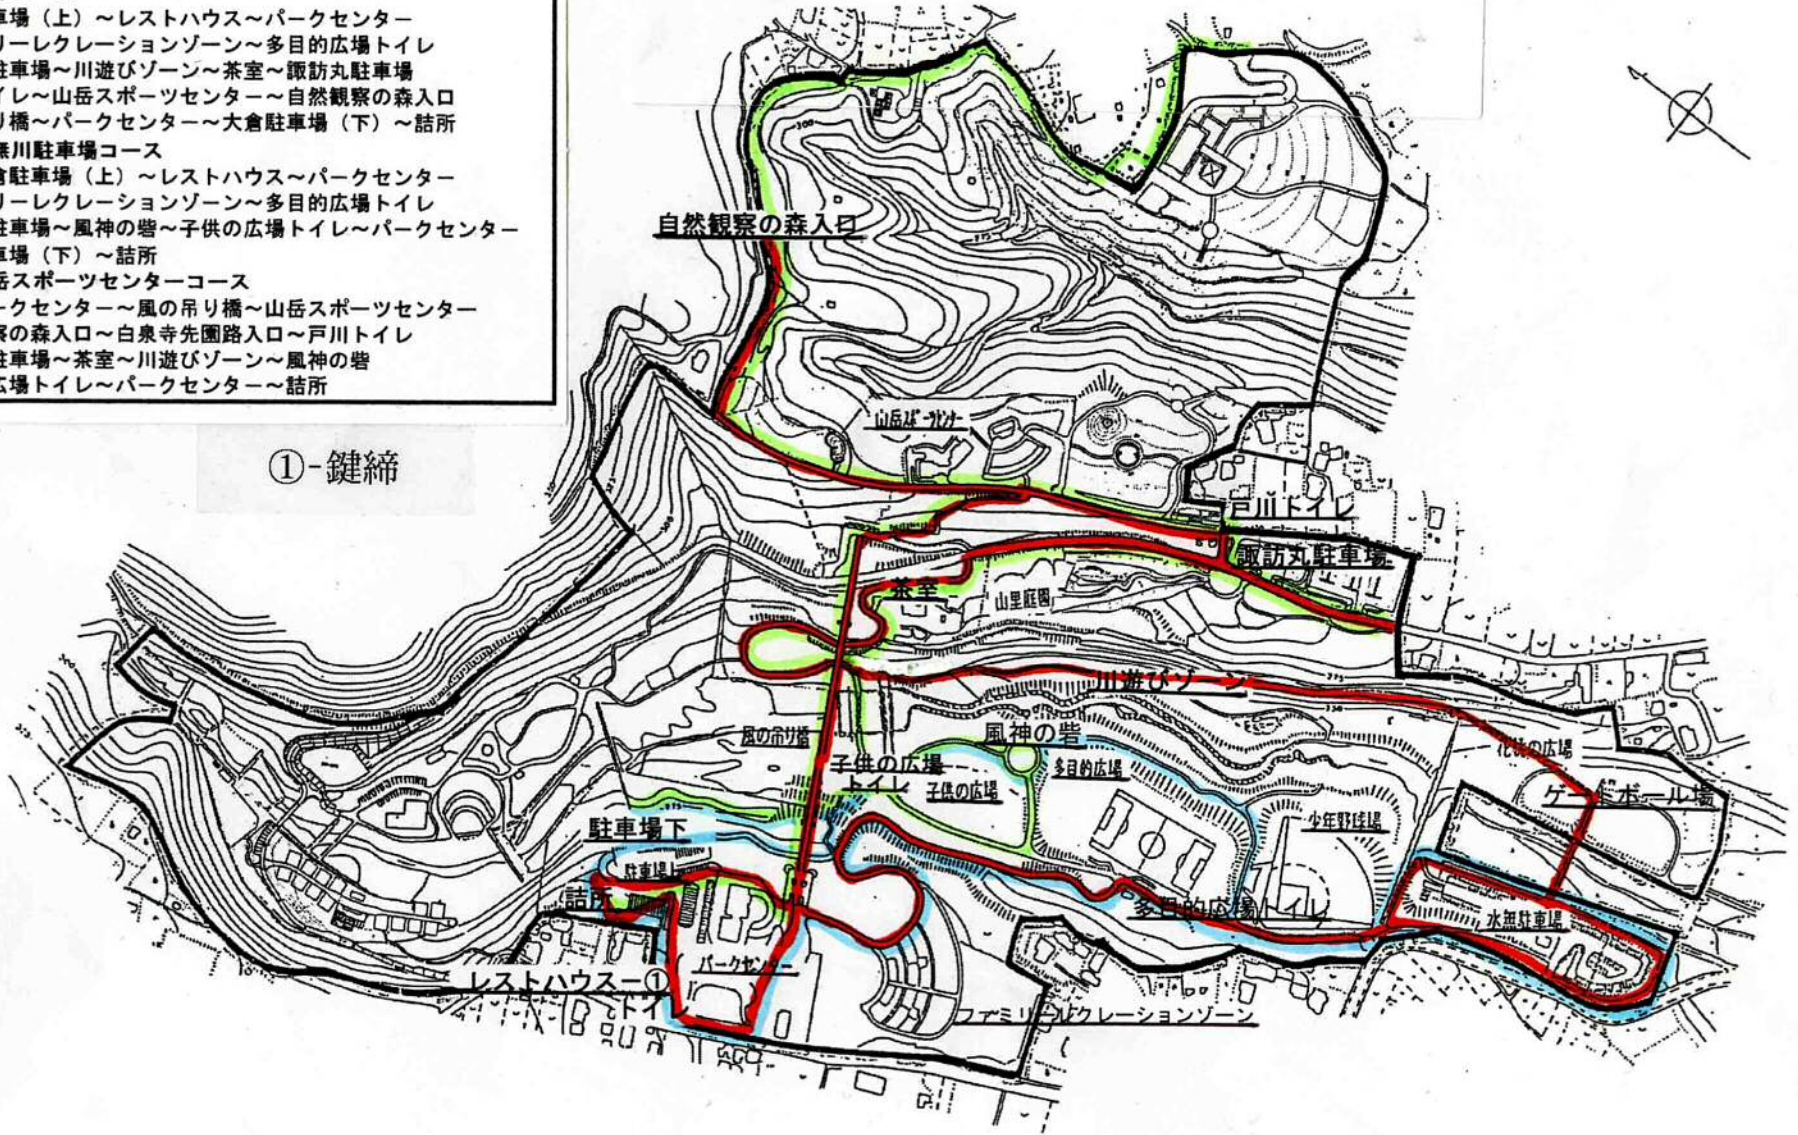 車場（上）～レストハウス～パークセンター
リーレクレーションゾーン～多目的広場トイレ
駐車場～川遊びゾーン～茶室～諏訪丸駐車場
イレ～山岳スポーツセンター～自然観察の森入口
り橋～パークセンター～大倉駐車場（下）～詰所
無川駐車場コース
倉駐車場（上）～レストハウス～パークセンター
リーレクレーションゾーン～多目的広場トイレ
駐車場～風神の砦～子供の広場トイレ～パークセンター
車場（下）～詰所
岳スポーツセンターコース
ークセンター～風の吊り橋～山岳スポーツセンター
察の森入口～白泉寺先園路入口～戸川トイレ
駐車場～茶室～川遊びゾーン～風神の砦
広場トイレ～パークセンター～詰所
①-鍵締
自然観察の森入口
山岳スポーツセンター
戸川トイレ
諏訪丸駐車場
茶室
山里庭園
川遊びゾーン
風の吊り橋
風神の砦
子供の広場
トイレ
子供の広場
多目的広場
少年野球場
ゲートボール場
駐車場下
駐車場上
詰所
多目的広場トイレ
水無駐車場
パークセンター
レストハウス－①
トイレ
ファミリーレクレーションゾーン